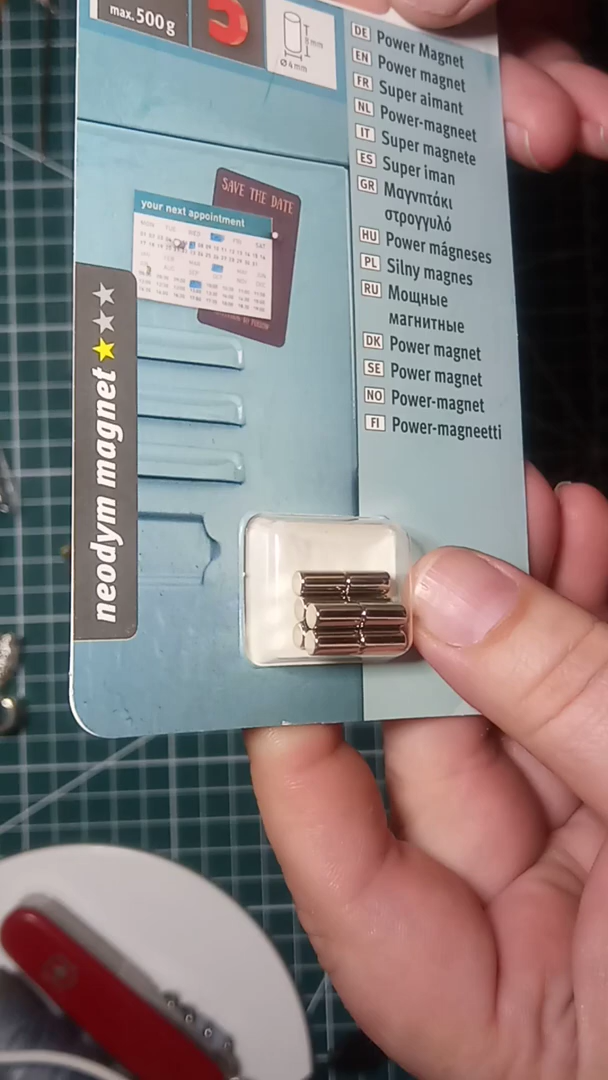 max. 500 g
Ø 4 mm
DE Power Magnet
EN Power magnet
FR Super aimant
NL Power-magneet
IT Super magnete
ES Super iman
GR Μαγνητάκι
στρογγυλό
HU Power mágneses
PL Silny magnes
RU Мощные
магнитные
DK Power magnet
SE Power magnet
NO Power-magnet
FI Power-magneetti
SAVE THE DATE
your next appointment
neodym magnet